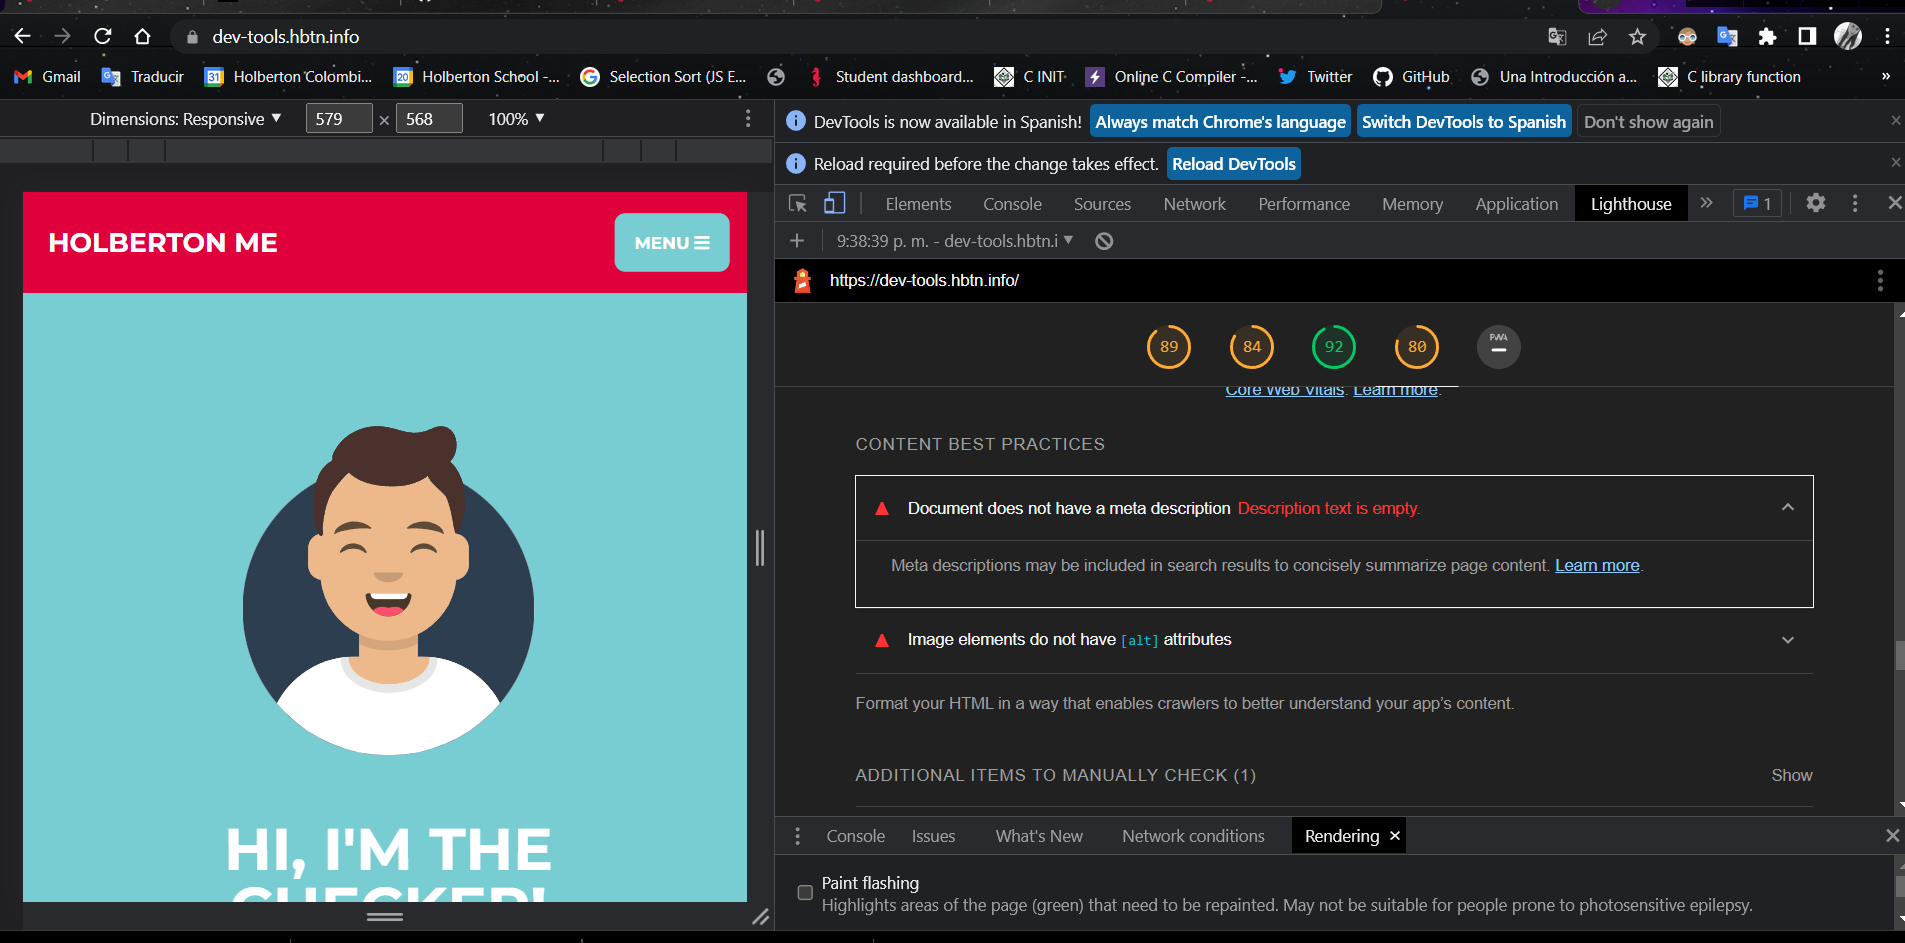 dev-tools.hbtn.info
Gmail Traducir Holberton Colombi... Holberton School -... Selection Sort (JS E... Student dashboard... C INIT Online C Compiler -... Twitter GitHub Una Introducción a... C library function »
Dimensions: Responsive ▼ 579 × 568 100% ▼
DevTools is now available in Spanish! Always match Chrome's language Switch DevTools to Spanish Don't show again
Reload required before the change takes effect. Reload DevTools
Elements Console Sources Network Performance Memory Application Lighthouse » 1
9:38:39 p. m. - dev-tools.hbtn.i ▼
https://dev-tools.hbtn.info/
89 84 92 80 PWA
Core Web Vitals. Learn more.
CONTENT BEST PRACTICES
Document does not have a meta description Description text is empty.
Meta descriptions may be included in search results to concisely summarize page content. Learn more.
Image elements do not have [alt] attributes
Format your HTML in a way that enables crawlers to better understand your app's content.
ADDITIONAL ITEMS TO MANUALLY CHECK (1) Show
Console Issues What's New Network conditions Rendering ×
Paint flashing
Highlights areas of the page (green) that need to be repainted. May not be suitable for people prone to photosensitive epilepsy.
HOLBERTON ME
MENU
HI, I'M THE
CHECKER!